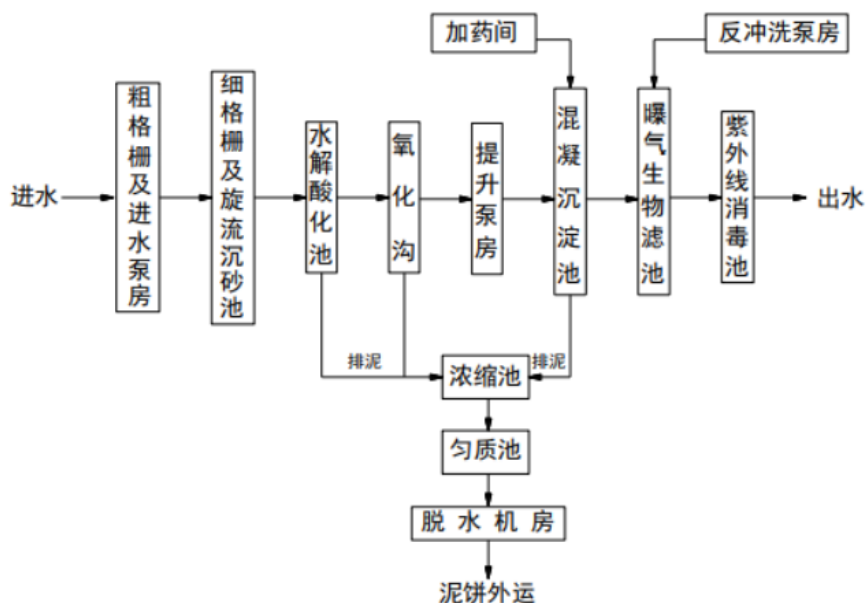 加药间
反冲洗泵房
进水
粗格栅及进水泵房
细格栅及旋流沉砂池
水解酸化池
氧化沟
提升泵房
混凝沉淀池
曝气生物滤池
紫外线消毒池
出水
排泥
排泥
浓缩池
匀质池
脱水机房
泥饼外运